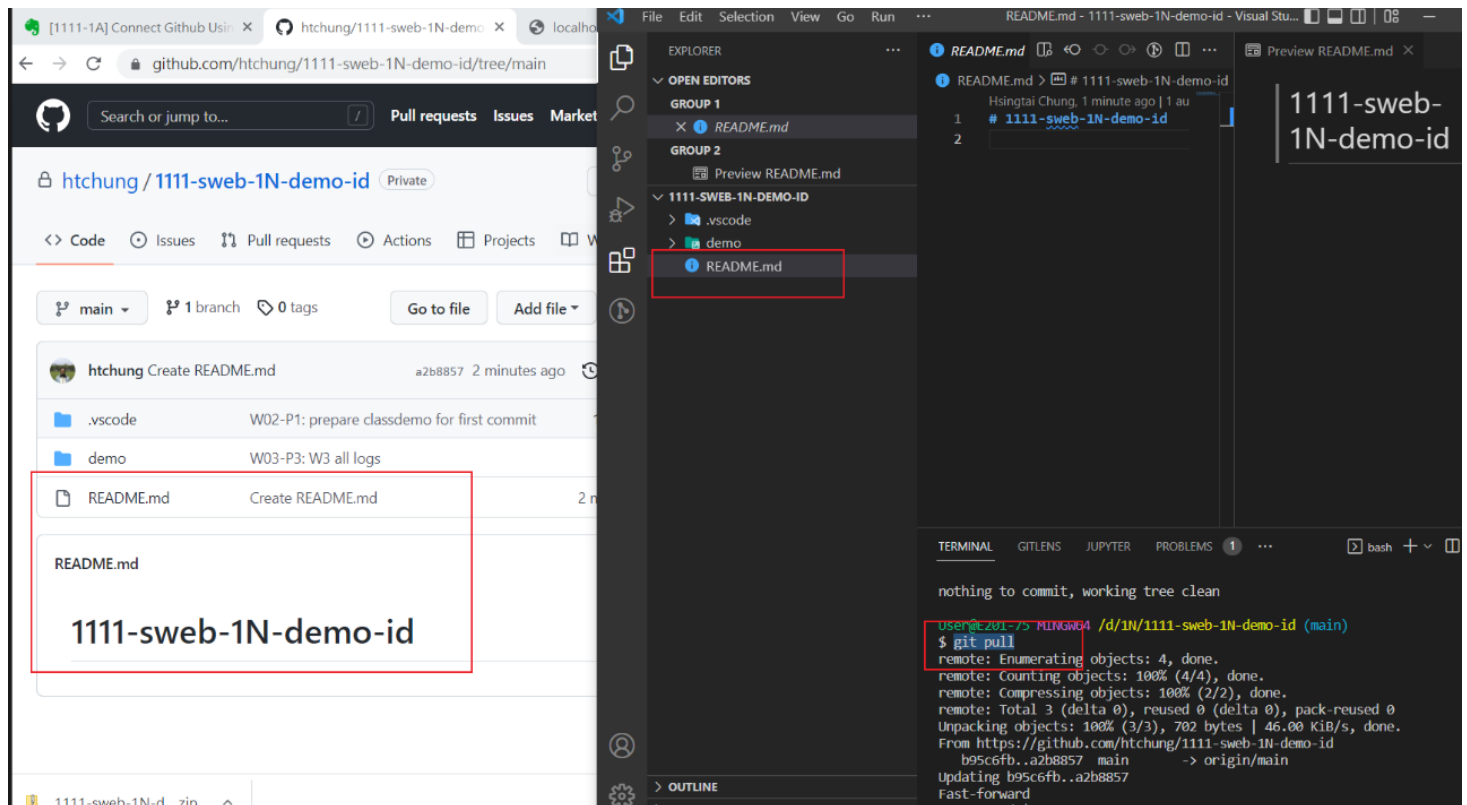 [1111-1A] Connect Github Usin
htchung/1111-sweb-1N-demo
localho
github.com/htchung/1111-sweb-1N-demo-id/tree/main
Search or jump to...
/
Pull requests Issues Market
htchung / 1111-sweb-1N-demo-id Private
<> Code Issues Pull requests Actions Projects W
main 1 branch 0 tags Go to file Add file
htchung Create README.md a2b8857 2 minutes ago
.vscode W02-P1: prepare classdemo for first commit
demo W03-P3: W3 all logs
README.md Create README.md 2 m
README.md
1111-sweb-1N-demo-id
1111-sweb-1N-d....zip
File Edit Selection View Go Run ··· README.md - 1111-sweb-1N-demo-id - Visual Stu...
EXPLORER ···
OPEN EDITORS
GROUP 1
README.md
GROUP 2
Preview README.md
1111-SWEB-1N-DEMO-ID
.vscode
demo
README.md
OUTLINE
README.md ···
README.md > # 1111-sweb-1N-demo-id
Hsingtai Chung, 1 minute ago | 1 au
1 # 1111-sweb-1N-demo-id
2
Preview README.md
1111-sweb-
1N-demo-id
TERMINAL GITLENS JUPYTER PROBLEMS 1 ··· bash
nothing to commit, working tree clean
User@E201-75 MINGW64 /d/1N/1111-sweb-1N-demo-id (main)
$ git pull
remote: Enumerating objects: 4, done.
remote: Counting objects: 100% (4/4), done.
remote: Compressing objects: 100% (2/2), done.
remote: Total 3 (delta 0), reused 0 (delta 0), pack-reused 0
Unpacking objects: 100% (3/3), 702 bytes | 46.00 KiB/s, done.
From https://github.com/htchung/1111-sweb-1N-demo-id
b95c6fb..a2b8857 main -> origin/main
Updating b95c6fb..a2b8857
Fast-forward